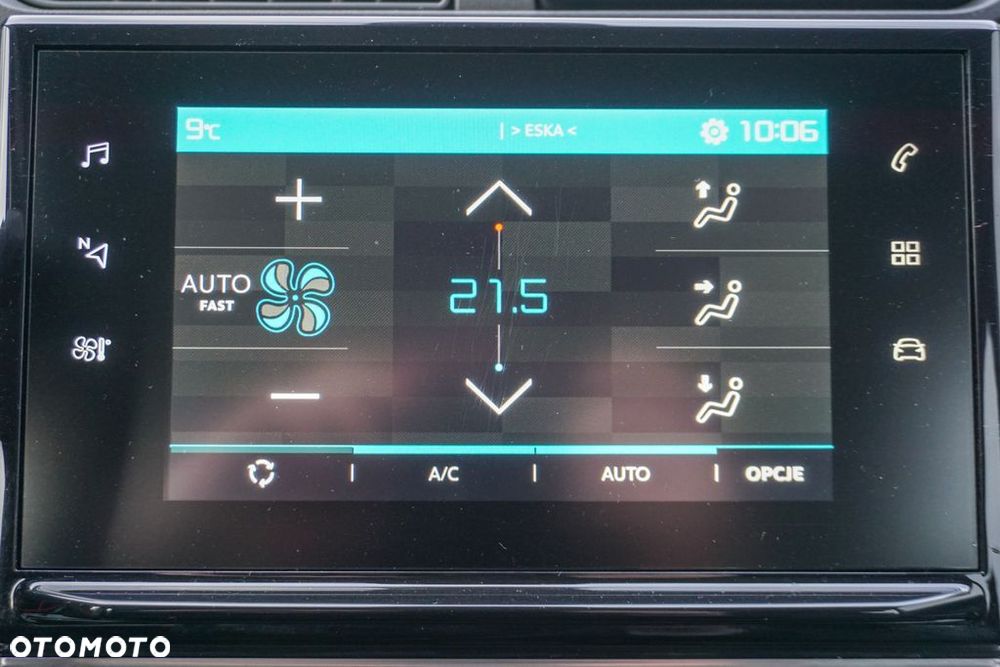 9°C
> ESKA <
10:06
N
AUTO
FAST
21.5
A/C
AUTO
OPCJE
OTOMOTO